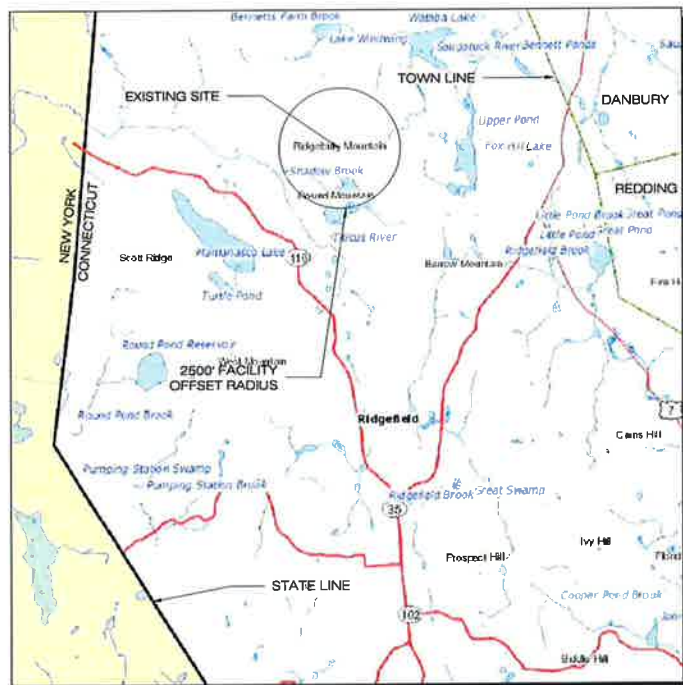 Bennetts Farm Brook
Wataba Lake
Lake Windwing
Saugatuck River
Bennett Ponds
TOWN LINE
DANBURY
EXISTING SITE
Upper Pond
Ridgebury Mountain
Fox Hill Lake
Shadow Brook
REDDING
Round Mountain
Little Pond Brook
Great Pond
Little Pond
Great Pond
Titicus River
Ridgefield Brook
NEW YORK
CONNECTICUT
Scott Ridge
Mamanasco Lake
116
Barlow Mountain
Turtle Pond
Round Pond Reservoir
West Mountain
2500' FACILITY
OFFSET RADIUS
Round Pond Brook
Ridgefield
7
Cains Hill
Pumping Station Swamp
Pumping Station Brook
Ridgefield Brook
Great Swamp
35
Prospect Hill
Ivy Hill
STATE LINE
Cooper Pond Brook
102
Biddle Hill